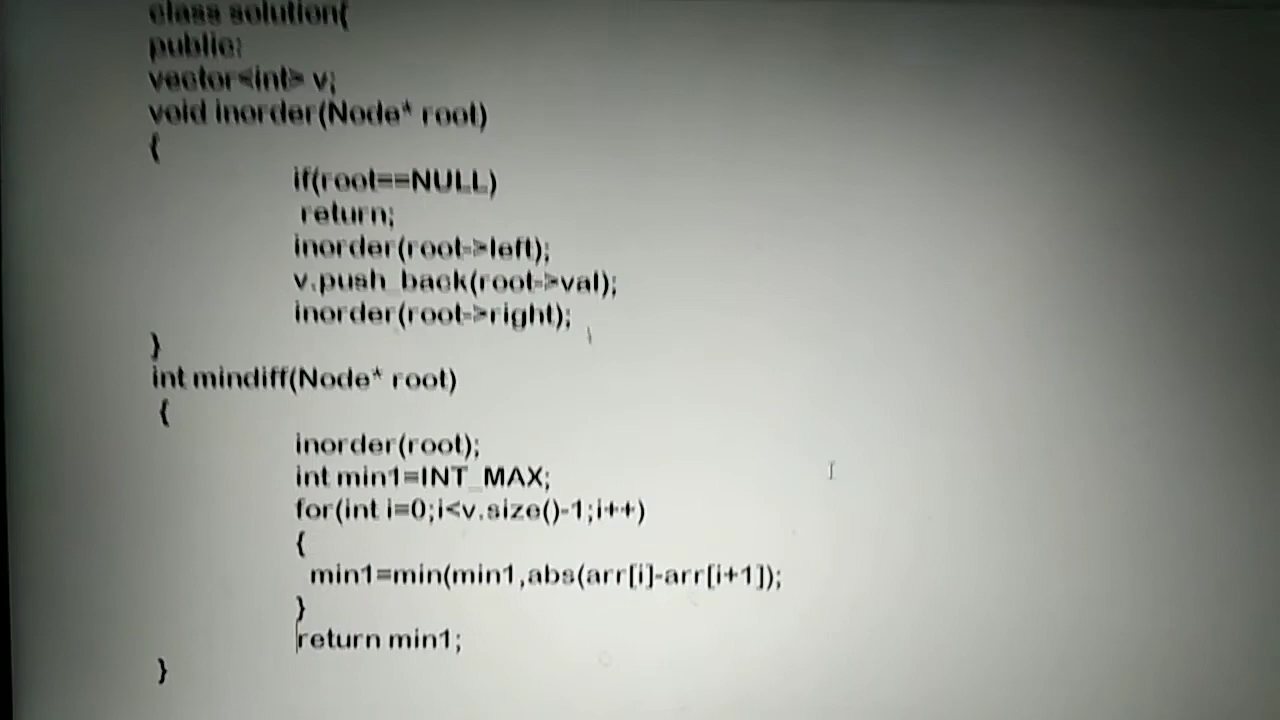 class solution{
public:
vector<int> v;
void inorder(Node* root)
{
if(root==NULL)
return;
inorder(root->left);
v.push_back(root->val);
inorder(root->right);
}
int mindiff(Node* root)
{
inorder(root);
int min1=INT_MAX;
for(int i=0;i<v.size()-1;i++)
{
min1=min(min1,abs(arr[i]-arr[i+1]);
}
return min1;
}